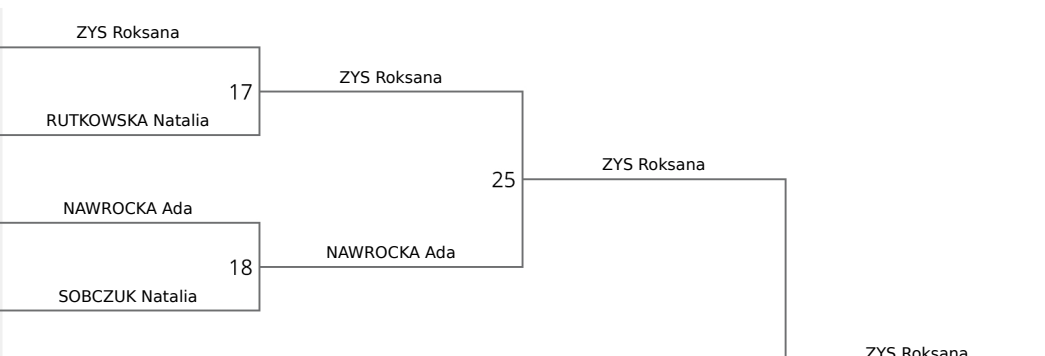 ZYS Roksana
ZYS Roksana
17
RUTKOWSKA Natalia
ZYS Roksana
25
NAWROCKA Ada
NAWROCKA Ada
18
SOBCZUK Natalia
ZYS Roksana